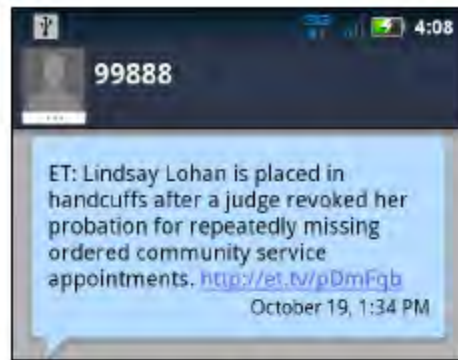 4:08
99888
ET: Lindsay Lohan is placed in
handcuffs after a judge revoked her
probation for repeatedly missing
ordered community service
appointments. http://et.tv/pDmFgb
October 19, 1:34 PM